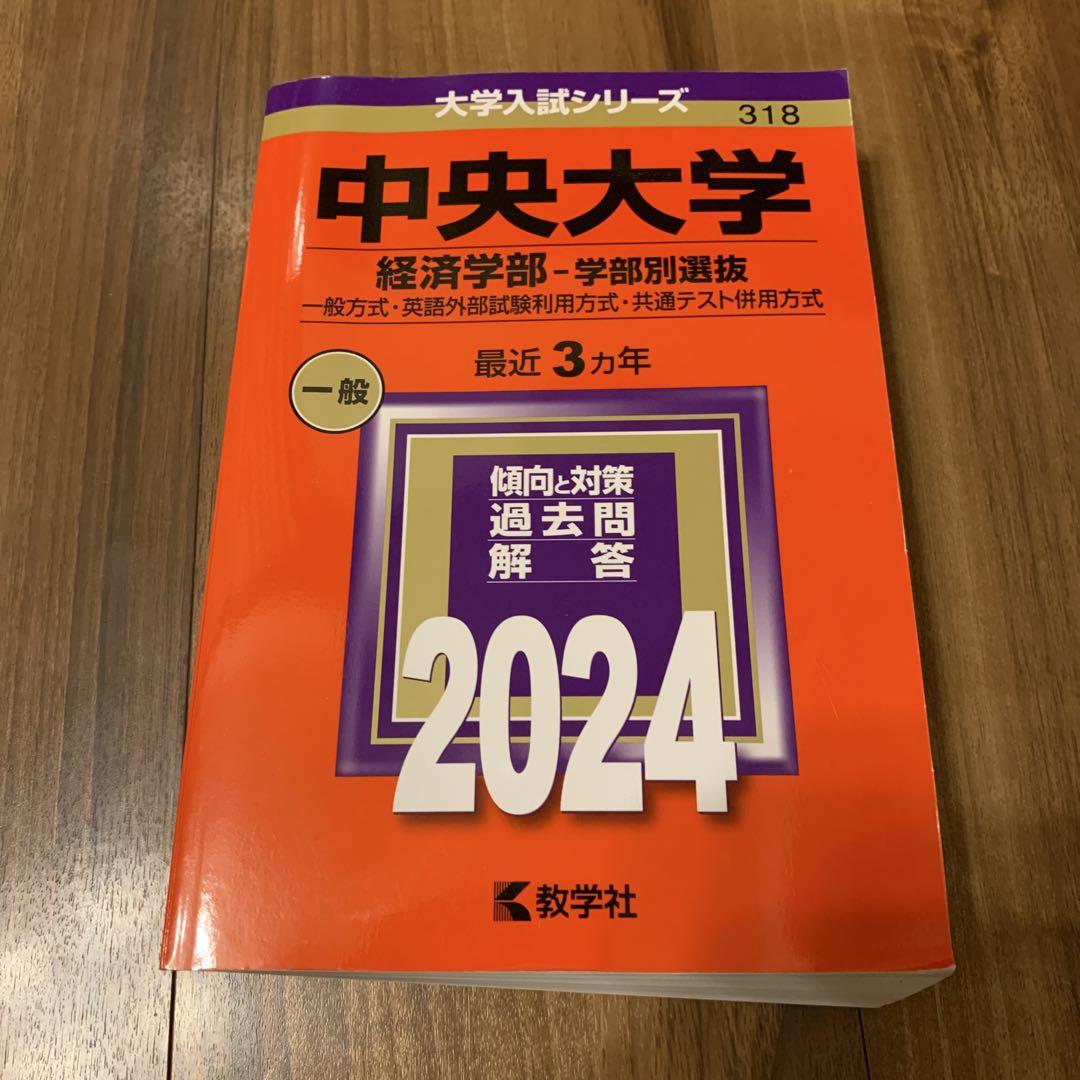 大学入試シリーズ
318
中央大学
経済学部-学部別選抜
一般方式・英語外部試験利用方式・共通テスト併用方式
最近3カ年
一般
傾向と対策
過去問
解答
2024
教学社